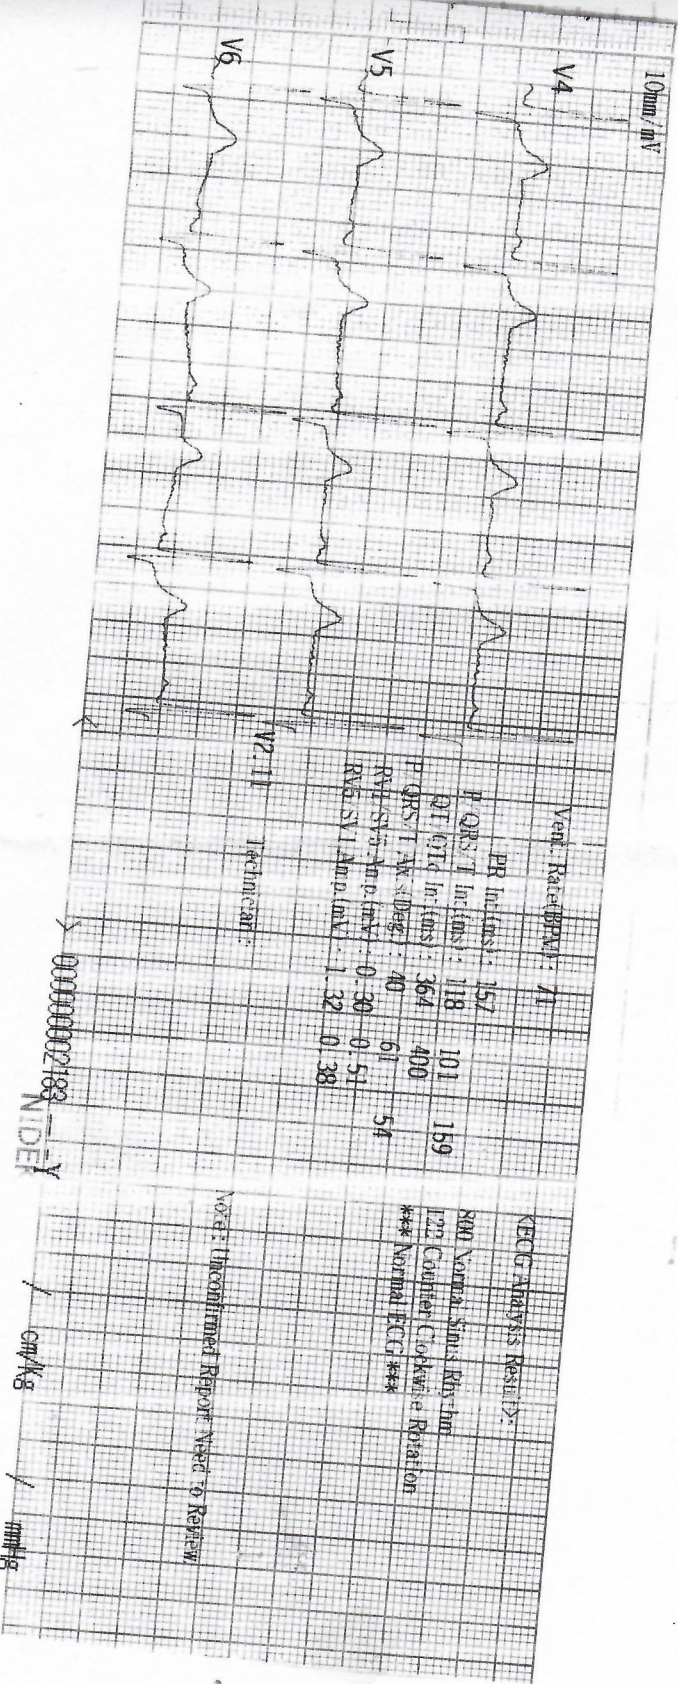 10mm/mV
V4
V5
V6
Vent. Rate(BPM) : 71
PR Int(ms) : 157
P/QRS/T Int(ms) : 118 101 159
QT/QTc Int(ms) : 364 400
P/QRS/T Axis(Deg) : 40 61 54
RV1/SV5 Amp.(mV) : 0.30 0.51
RV5/SV1 Amp.(mV) : 1.32 0.38
V2.11
Technician :
<ECG Analysis Result>:
800 Normal Sinus Rhythm
122 Counter Clockwise Rotation
*** Normal ECG ***
Note : Unconfirmed Report Need to Review
000000002183 --Y
/ cm/kg / mmHg
NIDEK